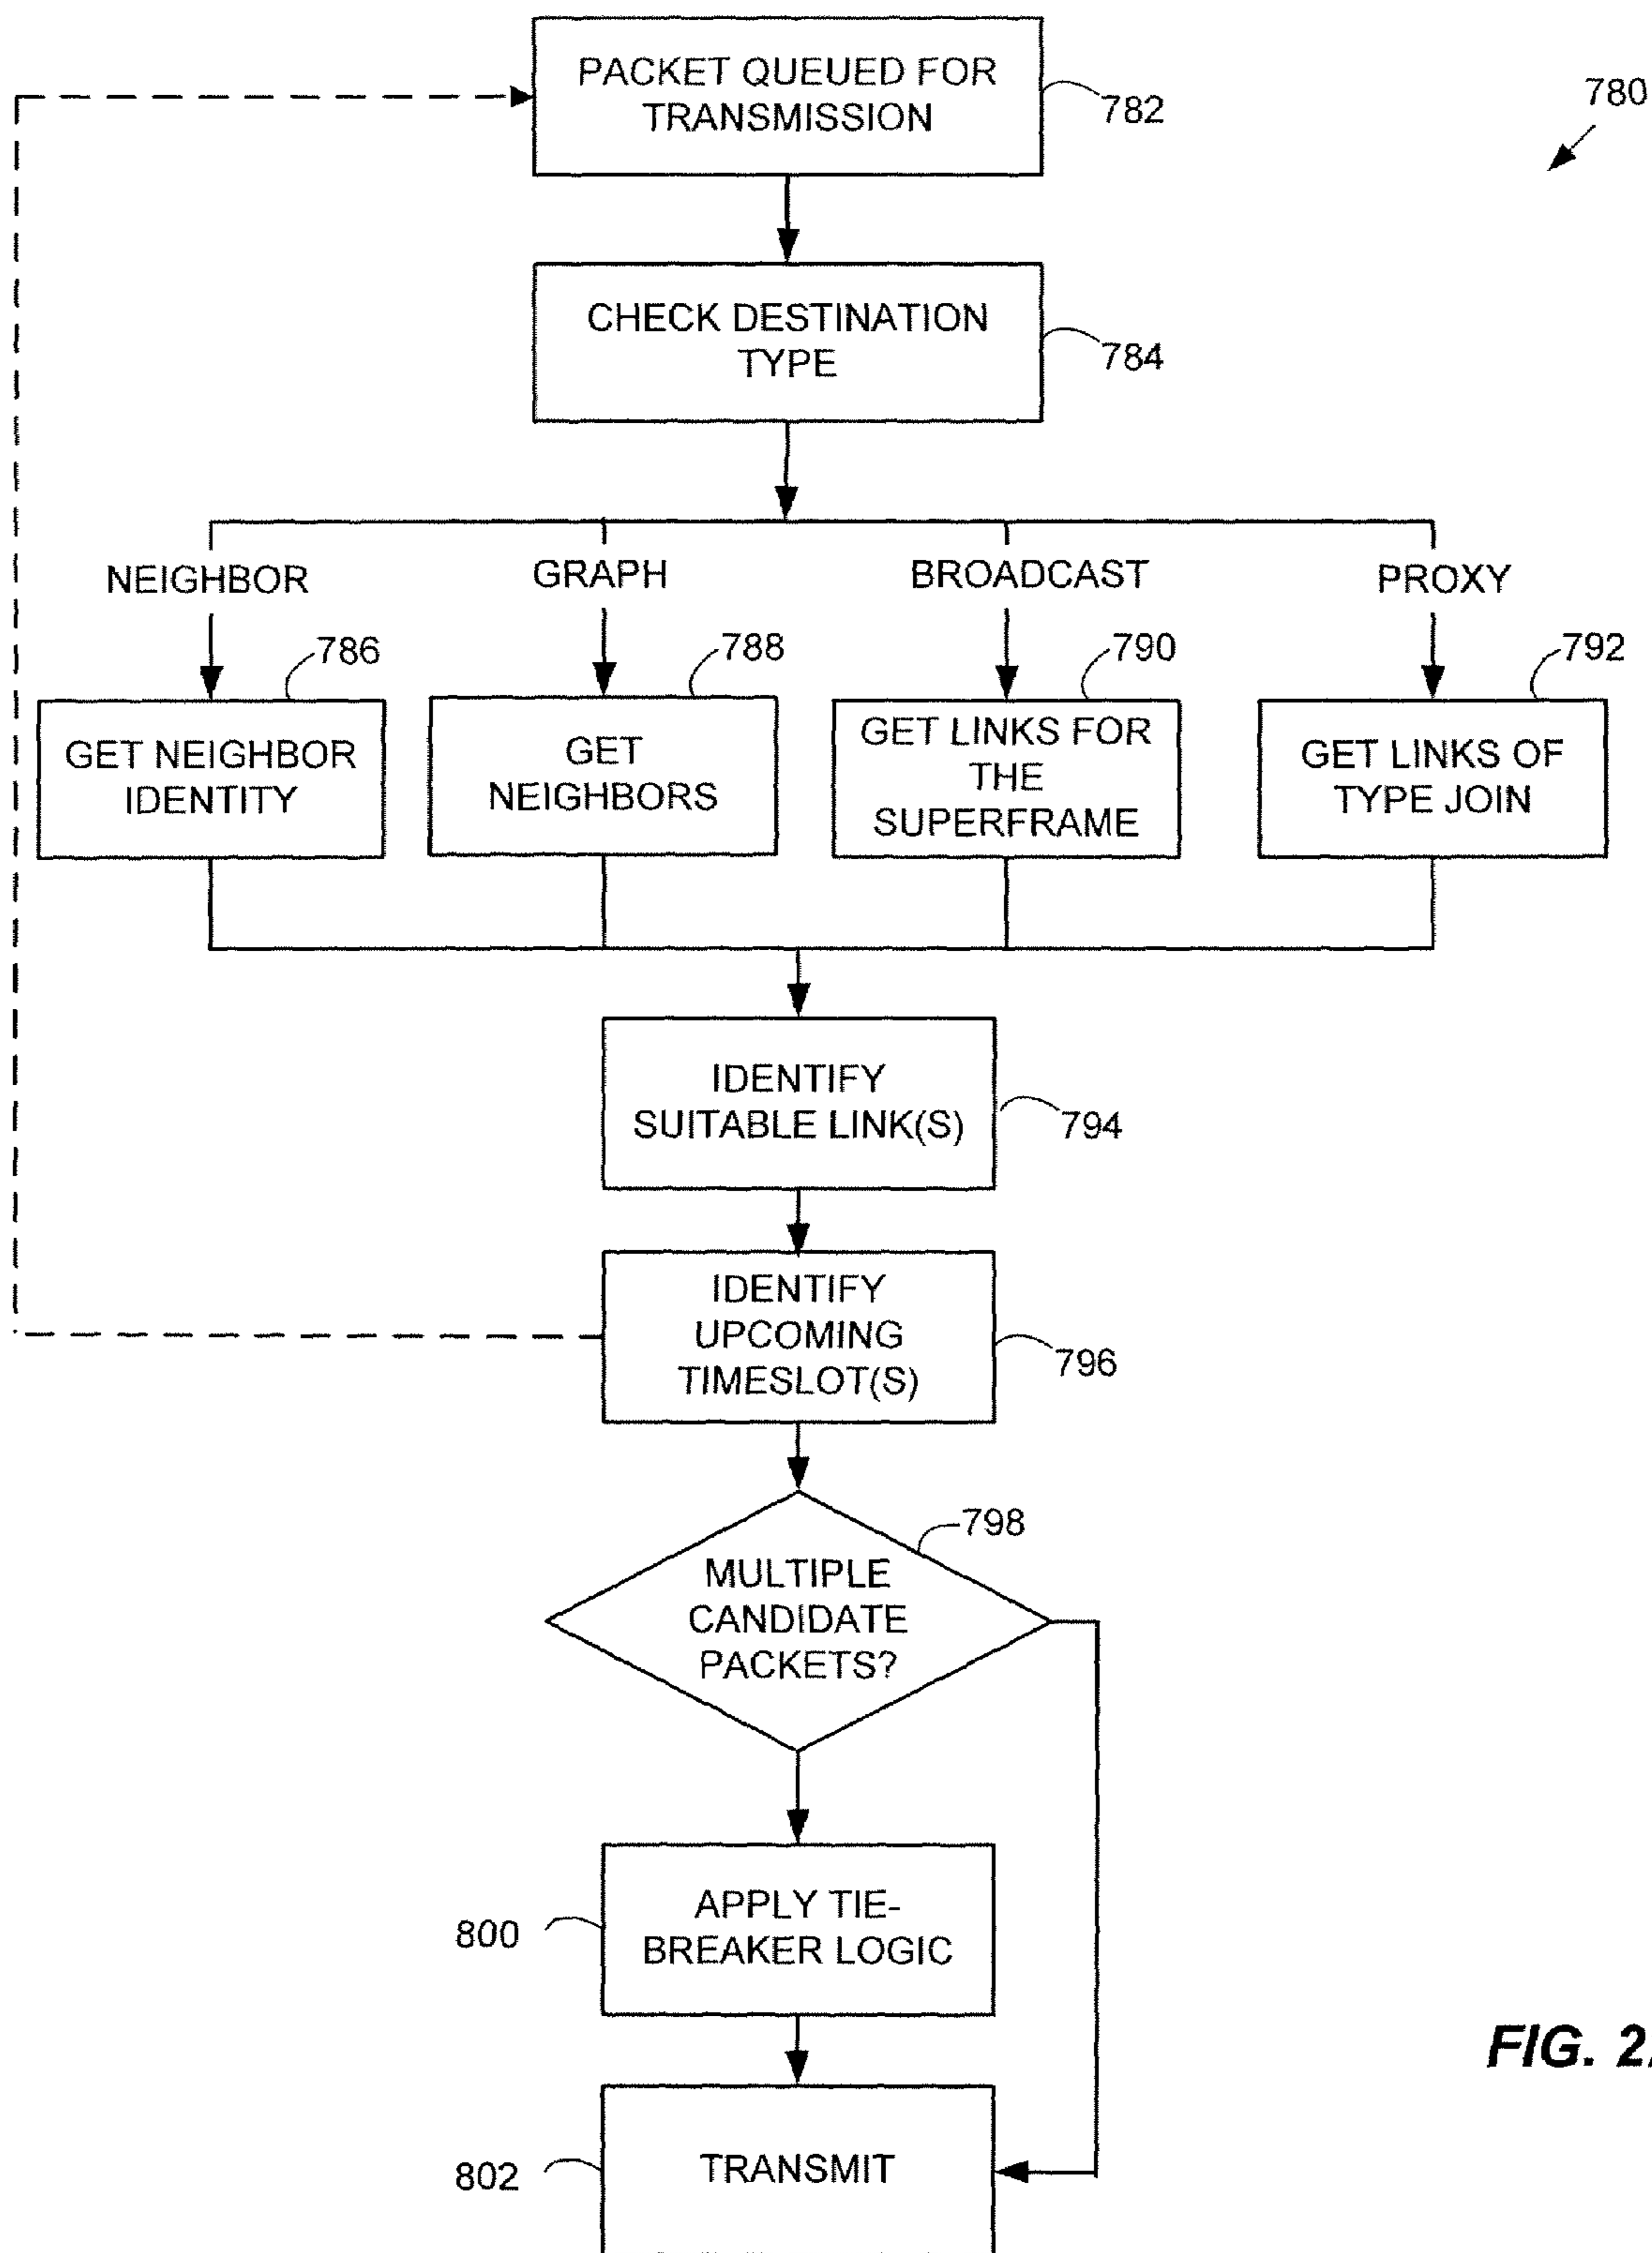 PACKET QUEUED FOR
TRANSMISSION
782
780
CHECK DESTINATION
TYPE
784
NEIGHBOR
GRAPH
BROADCAST
PROXY
786
788
790
792
GET NEIGHBOR
IDENTITY
GET
NEIGHBORS
GET LINKS FOR
THE
SUPERFRAME
GET LINKS OF
TYPE JOIN
IDENTIFY
SUITABLE LINK(S)
794
IDENTIFY
UPCOMING
TIMESLOT(S)
796
798
MULTIPLE
CANDIDATE
PACKETS?
800
APPLY TIE-
BREAKER LOGIC
802
TRANSMIT
FIG.